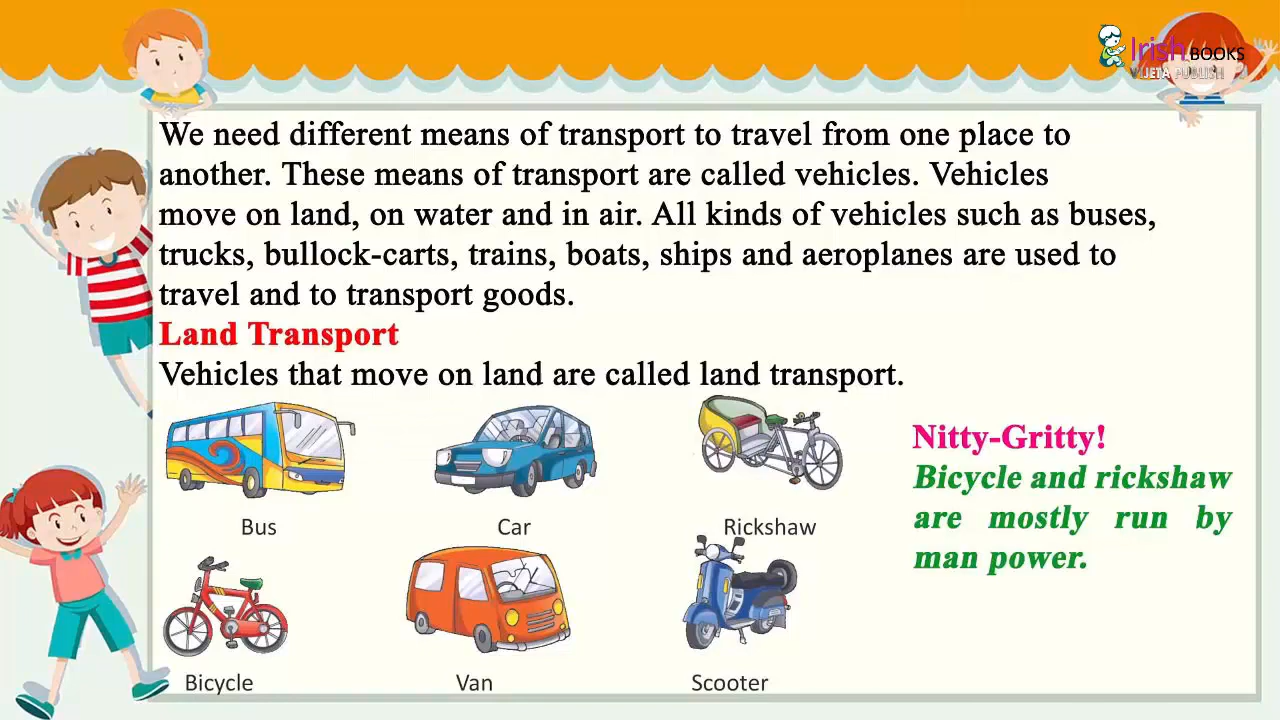 Irish BOOKS
VIJETA PUBLISH
We need different means of transport to travel from one place to
another. These means of transport are called vehicles. Vehicles
move on land, on water and in air. All kinds of vehicles such as buses,
trucks, bullock-carts, trains, boats, ships and aeroplanes are used to
travel and to transport goods.
Land Transport
Vehicles that move on land are called land transport.
Nitty-Gritty!
Bicycle and rickshaw
are mostly run by
man power.
Bus Car Rickshaw
Bicycle Van Scooter